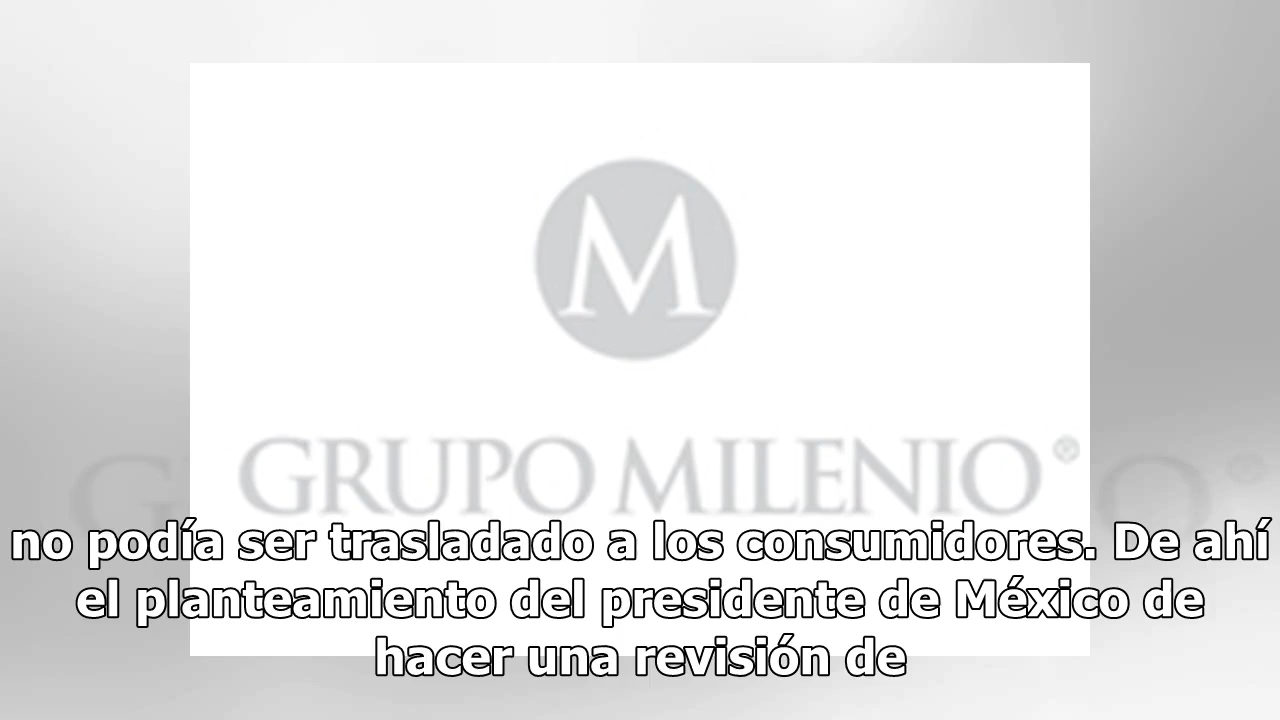 M
GRUPO MILENIO®
no podía ser trasladado a los consumidores. De ahí
el planteamiento del presidente de México de
hacer una revisión de